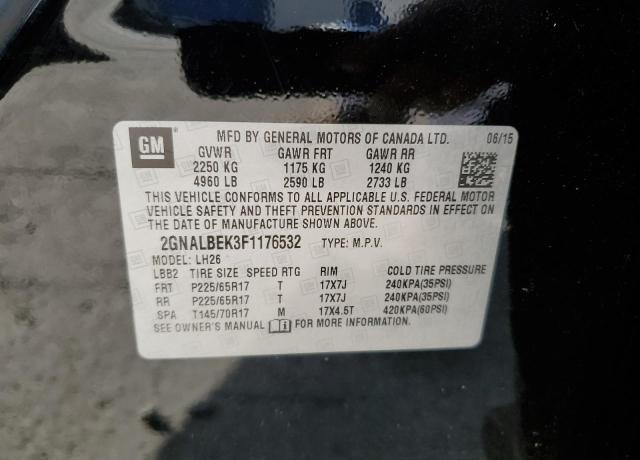 GM MFD BY GENERAL MOTORS OF CANADA LTD. 06/15
GVWR GAWR FRT GAWR RR
2250 KG 1175 KG 1240 KG
4960 LB 2590 LB 2733 LB
THIS VEHICLE CONFORMS TO ALL APPLICABLE U.S. FEDERAL MOTOR
VEHICLE SAFETY AND THEFT PREVENTION STANDARDS IN EFFECT ON
THE DATE OF MANUFACTURE SHOWN ABOVE.
2GNALBEK3F1176532 TYPE: M.P.V.
MODEL: LH26
LBB2 TIRE SIZE SPEED RTG RIM COLD TIRE PRESSURE
FRT P225/65R17 T 17X7J 240KPA(35PSI)
RR P225/65R17 T 17X7J 240KPA(35PSI)
SPA T145/70R17 M 17X4.5T 420KPA(60PSI)
SEE OWNER'S MANUAL FOR MORE INFORMATION.